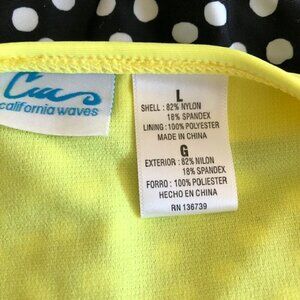 california waves
L
SHELL : 82% NYLON
18% SPANDEX
LINING : 100% POLYESTER
MADE IN CHINA
G
EXTERIOR : 82% NILON
18% SPANDEX
FORRO : 100% POLIESTER
HECHO EN CHINA
RN 136739